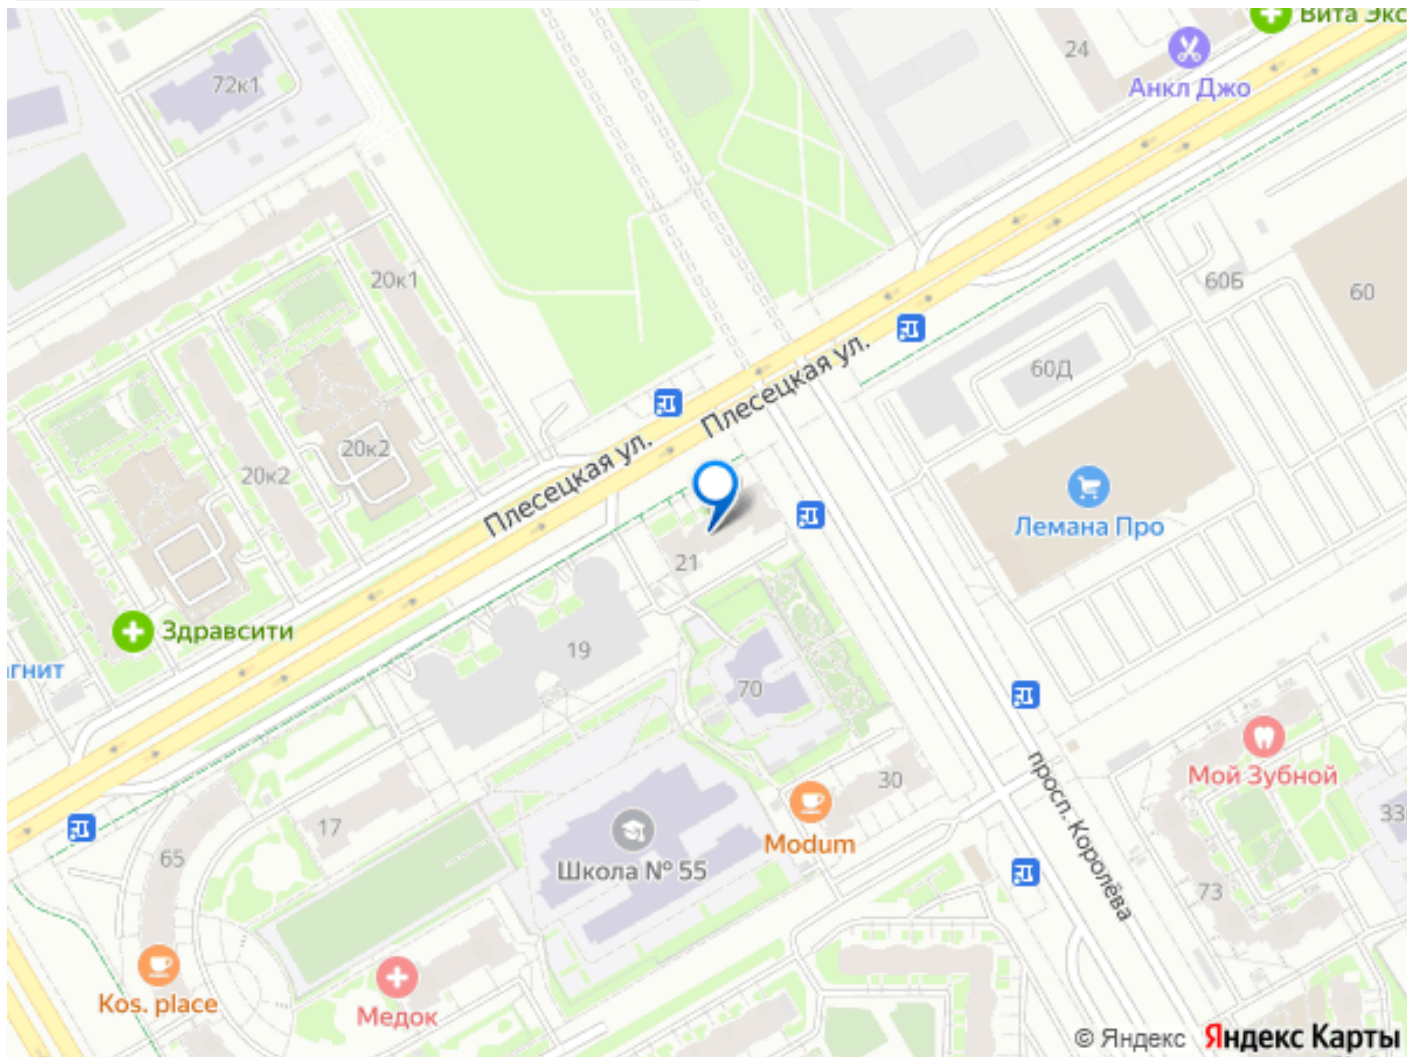 Вита Экс
24
Анкл Джо
72к1
20к1
60Б
60
60Д
Плесецкая ул.
Плесецкая ул.
20к2
20к2
Лемана Про
21
Здравсити
гнит
19
70
Мой Зубной
просп. Королёва
30
Modum
33
17
65
Школа № 55
73
Kos. place
Медок
© Яндекс Яндекс Карты